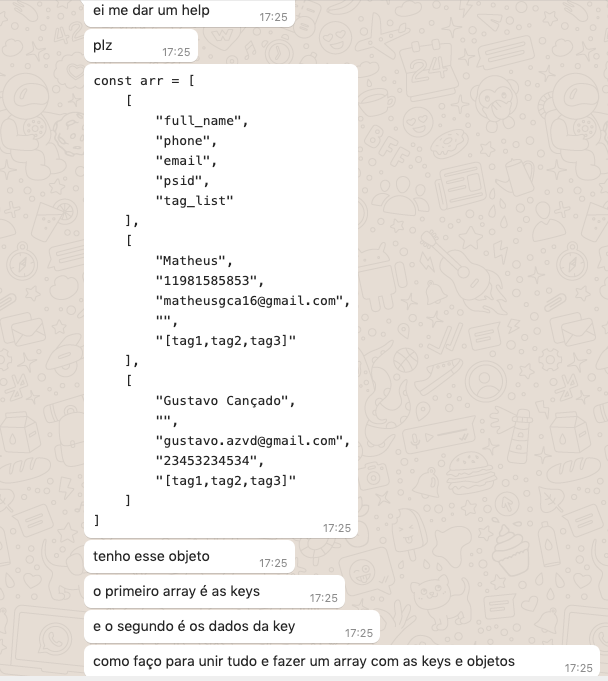 ei me dar um help
17:25
plz
17:25
const arr = [
    [
        "full_name",
        "phone",
        "email",
        "psid",
        "tag_list"
    ],
    [
        "Matheus",
        "11981585853",
        "matheusgca16@gmail.com",
        "",
        "[tag1,tag2,tag3]"
    ],
    [
        "Gustavo Cançado",
        "",
        "gustavo.azvd@gmail.com",
        "23453234534",
        "[tag1,tag2,tag3]"
    ]
]
17:25
tenho esse objeto
17:25
o primeiro array é as keys
17:25
e o segundo é os dados da key
17:25
como faço para unir tudo e fazer um array com as keys e objetos
17:25